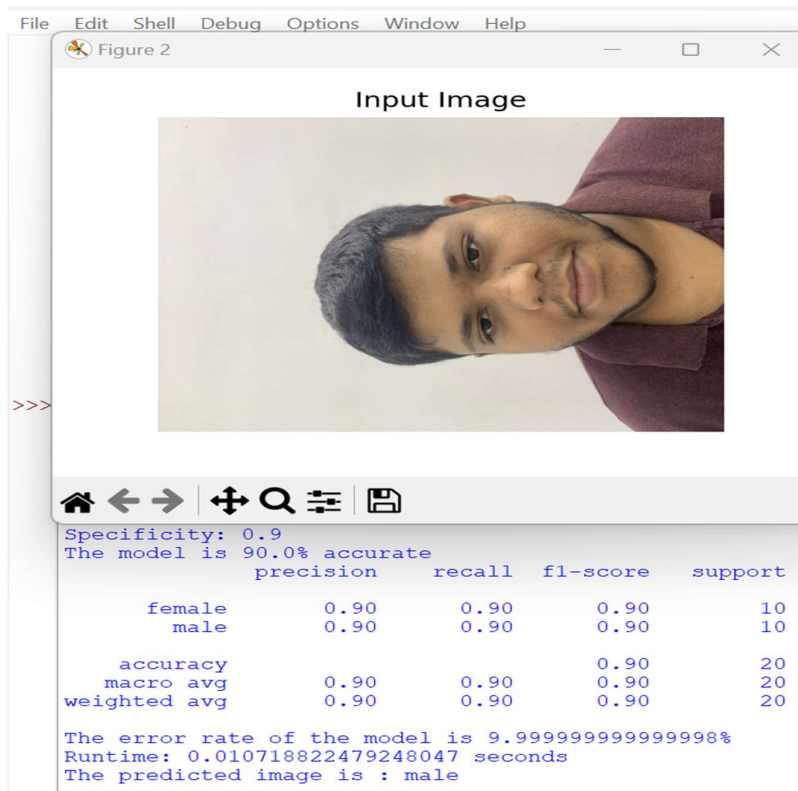 File Edit Shell Debug Options Window Help
Figure 2
Input Image
>>>
Specificity: 0.9
The model is 90.0% accurate
precision recall f1-score support
female 0.90 0.90 0.90 10
male 0.90 0.90 0.90 10
accuracy 0.90 20
macro avg 0.90 0.90 0.90 20
weighted avg 0.90 0.90 0.90 20
The error rate of the model is 9.999999999999998%
Runtime: 0.010718822479248047 seconds
The predicted image is : male